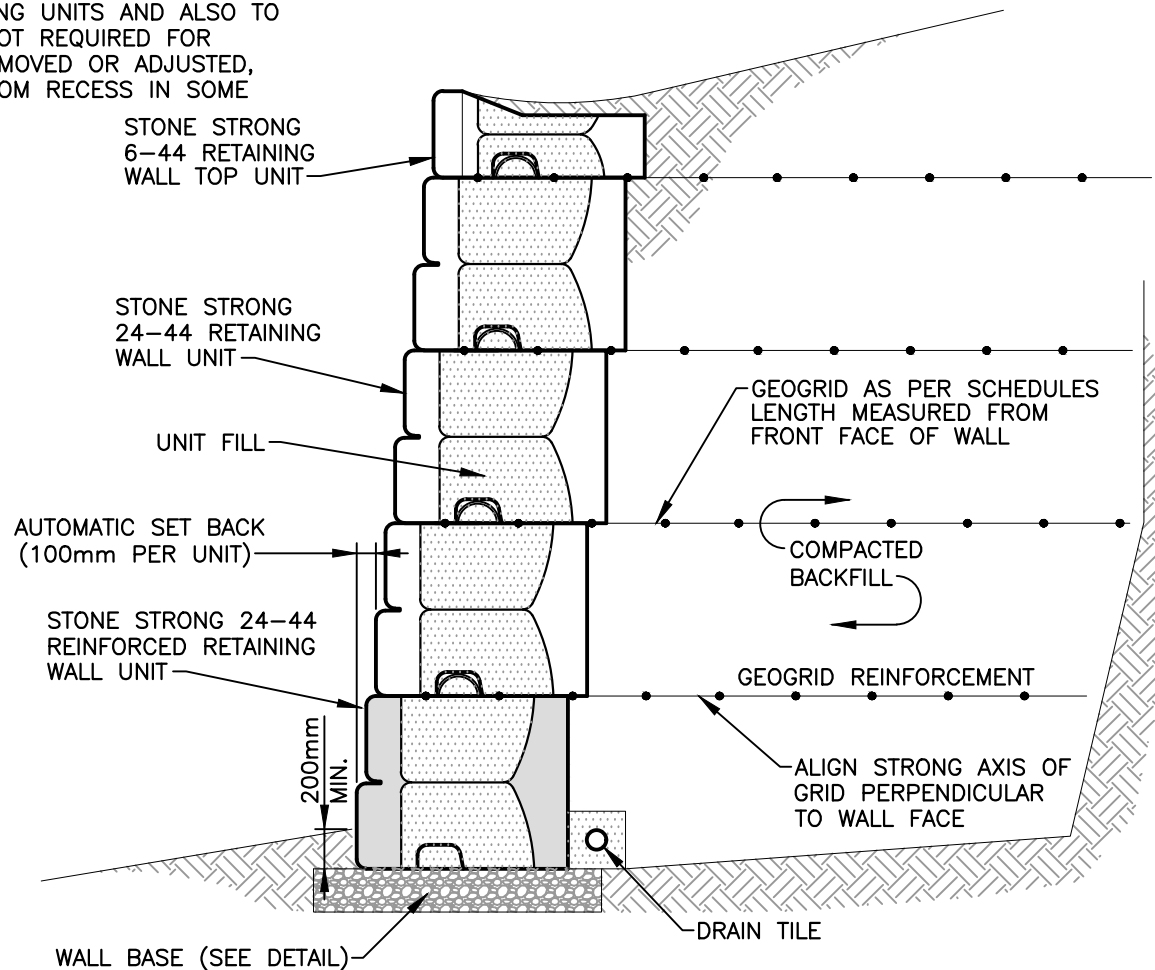 NG UNITS AND ALSO TO
OT REQUIRED FOR
MOVED OR ADJUSTED,
OM RECESS IN SOME
STONE STRONG
6-44 RETAINING
WALL TOP UNIT
STONE STRONG
24-44 RETAINING
WALL UNIT
GEOGRID AS PER SCHEDULES
LENGTH MEASURED FROM
FRONT FACE OF WALL
UNIT FILL
AUTOMATIC SET BACK
(100mm PER UNIT)
COMPACTED
BACKFILL
STONE STRONG 24-44
REINFORCED RETAINING
WALL UNIT
GEOGRID REINFORCEMENT
200mm
MIN.
ALIGN STRONG AXIS OF
GRID PERPENDICULAR
TO WALL FACE
DRAIN TILE
WALL BASE (SEE DETAIL)